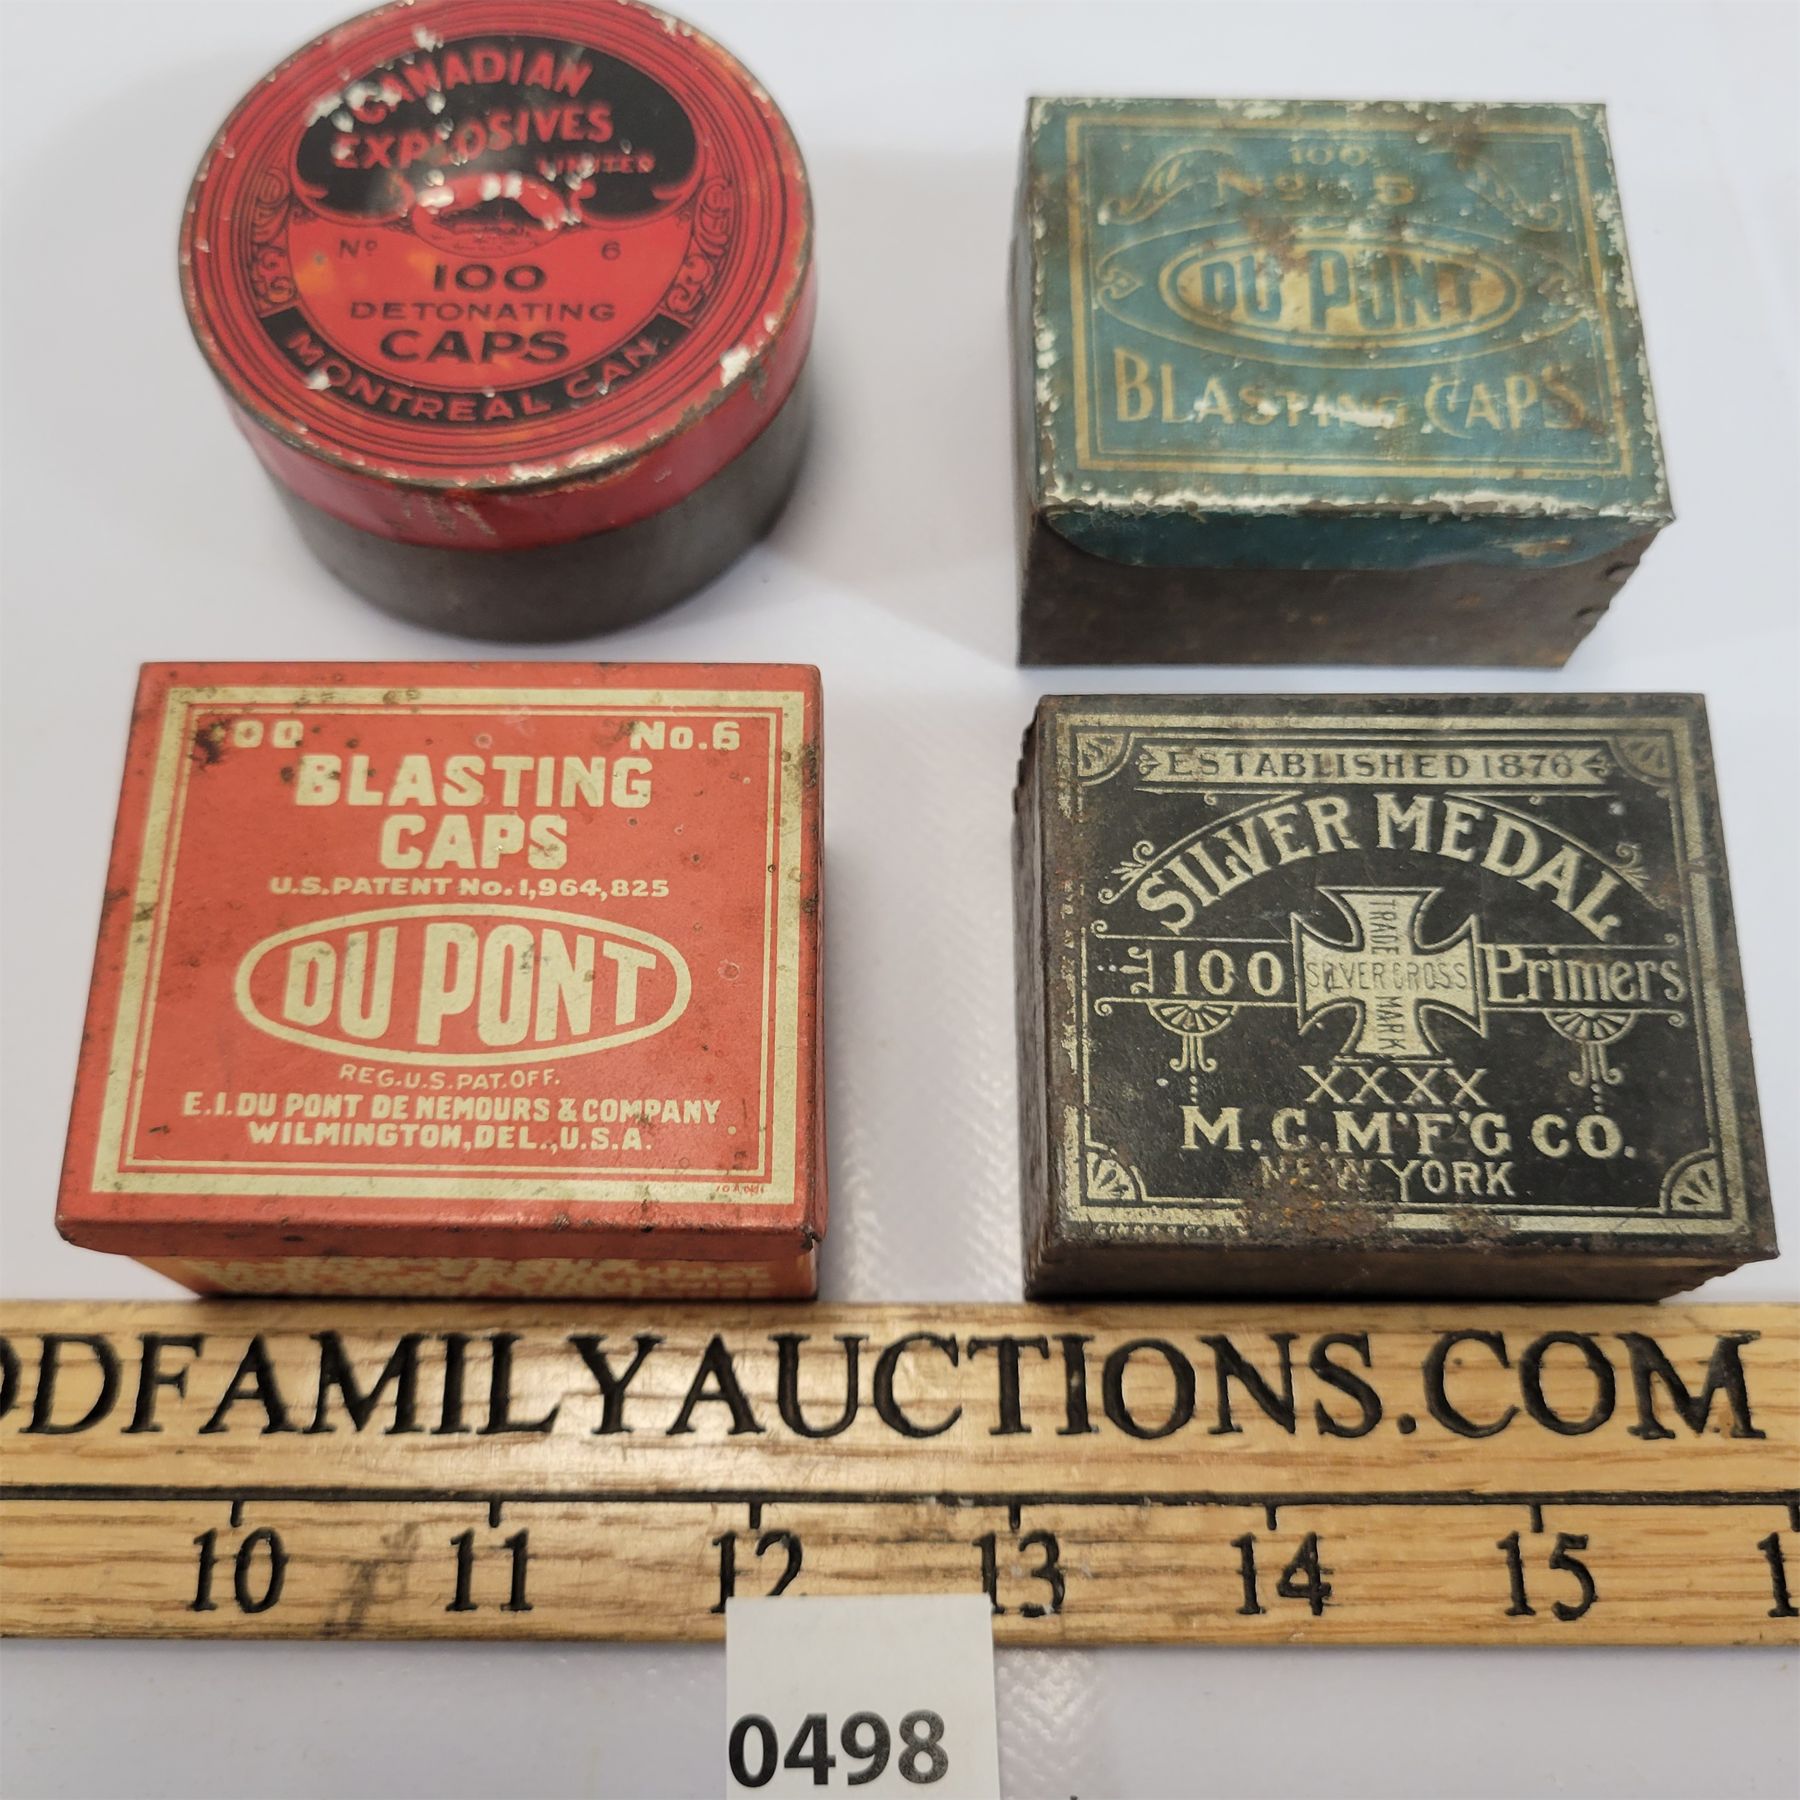 CANADIAN
EXPLOSIVES
LIMITED
No 6
100
DETONATING
CAPS
MONTREAL CAN.
100
No 5
DU PONT
BLASTING CAPS
00 No.6
BLASTING
CAPS
U.S. PATENT No. 1,964,825
DU PONT
REG. U.S. PAT. OFF.
E. I. DU PONT DE NEMOURS & COMPANY
WILMINGTON, DEL., U.S.A.
ESTABLISHED 1876
SILVER MEDAL
100 Primers
TRADE MARK
SILVER CROSS
XXXX
M. C. M'F'G CO.
NEW YORK
DFAMILYAUCTIONS.COM
10 11 12 13 14 15
0498